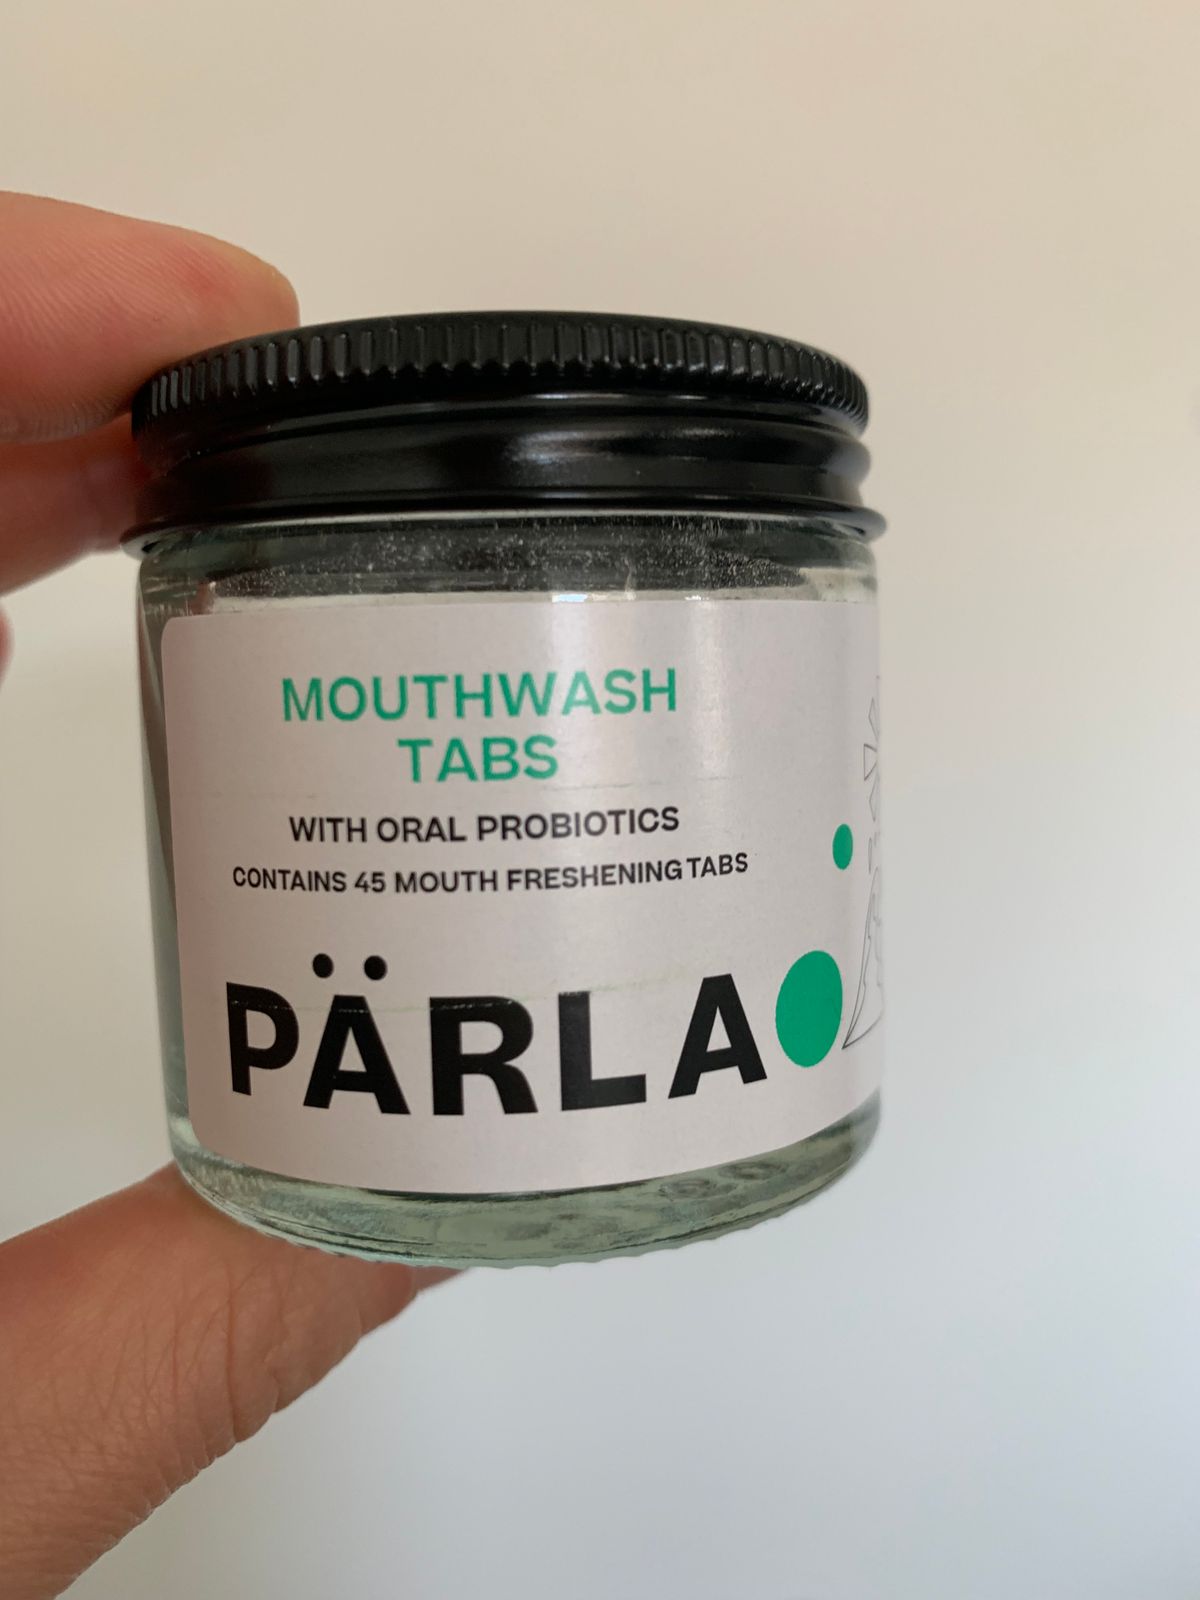 MOUTHWASH
TABS
WITH ORAL PROBIOTICS
CONTAINS 45 MOUTH FRESHENING TABS
PÄRLA